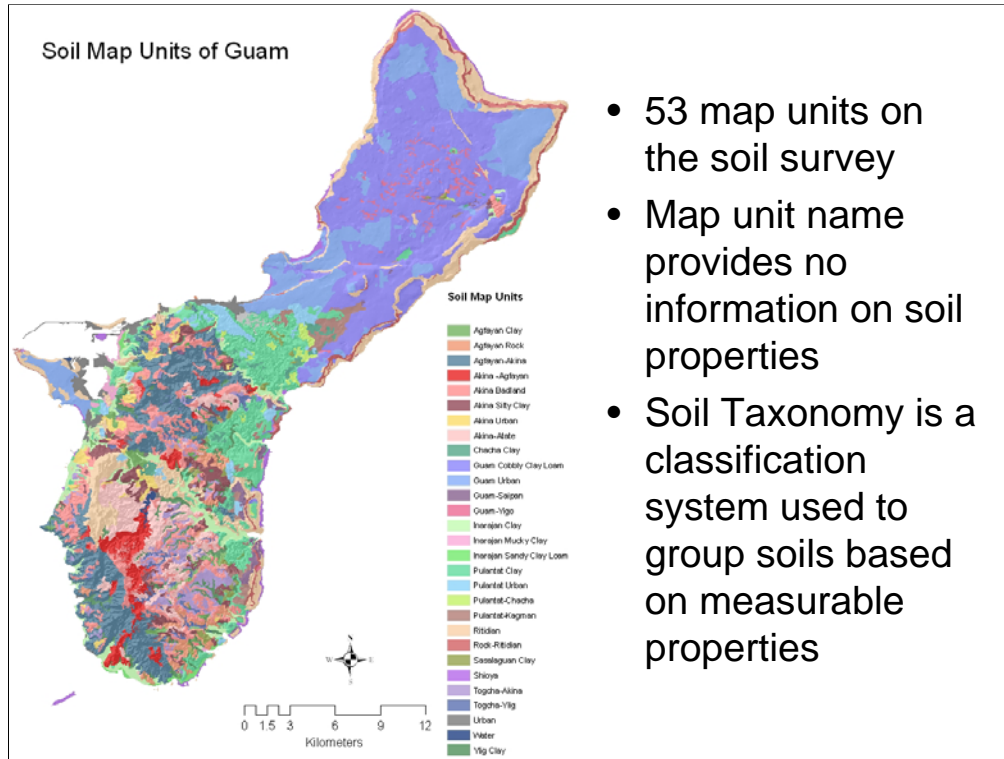 Soil Map Units of Guam
• 53 map units on
the soil survey
• Map unit name
provides no
information on soil
properties
• Soil Taxonomy is a
classification
system used to
group soils based
on measurable
properties
Soil Map Units
Agfayan Clay
Agfayan Rock
Agfayan-Akina
Akina -Agfayan
Akina Badland
Akina Silty Clay
Akina Urban
Akina-Atate
Chacha Clay
Guam Cobbly Clay Loam
Guam Urban
Guam-Saipan
Guam-Yigo
Inarajan Clay
Inarajan Mucky Clay
Inarajan Sandy Clay Loam
Pulantat Clay
Pulantat Urban
Pulantat-Chacha
Pulantat-Kagman
Ritidian
Rock-Ritidian
Sasalaguan Clay
Shioya
Togcha-Akina
Togcha-Ylig
Urban
Water
Ylig Clay
N
W E
S
0 1.5 3 6 9 12
Kilometers